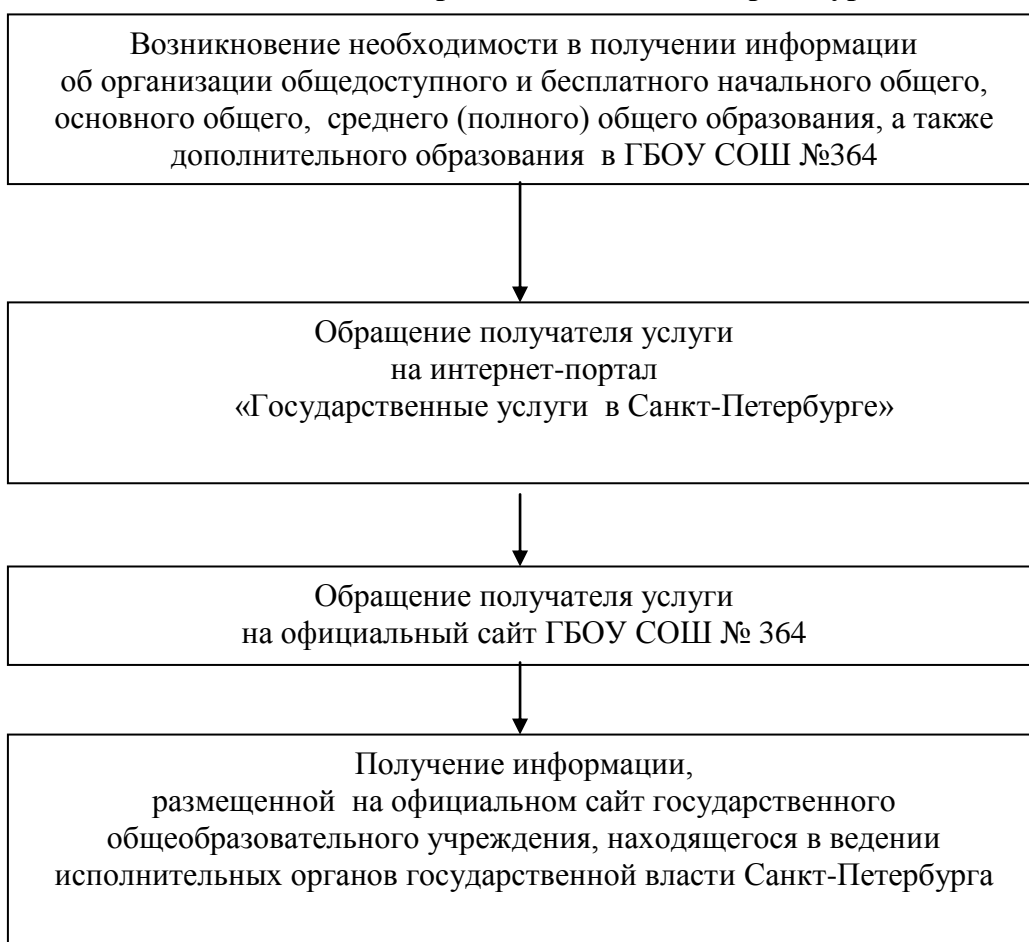 Возникновение необходимости в получении информации
об организации общедоступного и бесплатного начального общего,
основного общего, среднего (полного) общего образования, а также
дополнительного образования в ГБОУ СОШ №364
Обращение получателя услуги
на интернет-портал
«Государственные услуги в Санкт-Петербурге»
Обращение получателя услуги
на официальный сайт ГБОУ СОШ № 364
Получение информации,
размещенной на официальном сайт государственного
общеобразовательного учреждения, находящегося в ведении
исполнительных органов государственной власти Санкт-Петербурга